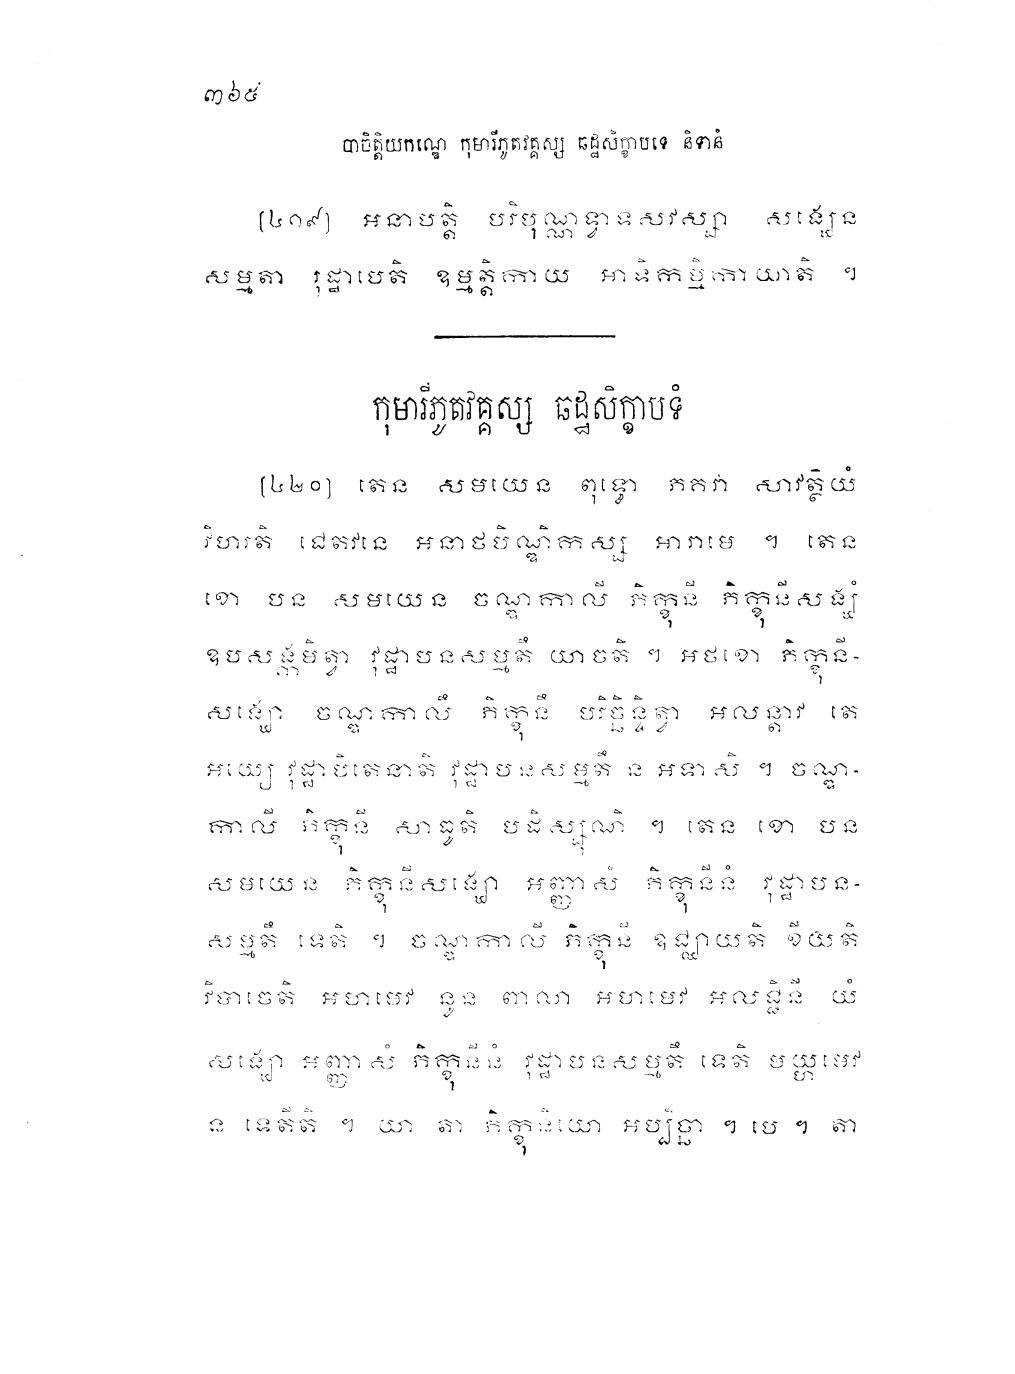 ៣៦៥
បាចិត្តិយកណ្ឌេ កុមារីភូតវគ្គស្ស ឆដ្ឋសិក្ខាបទេ និទានំ
[៤១៩] អនាបត្តិ បរិបុណ្ណទ្វាទសវស្សា សង្ឃេន
សម្មតា វុដ្ឋាបេតិ ឧម្មត្តិកាយ អាទិកម្មិកាយាតិ ។
កុមារីភូតវគ្គស្ស ឆដ្ឋសិក្ខាបទំ
[៤២០] តេន សមយេន ពុទ្ធោ ភគវា សាវត្ថិយំ
វិហរតិ ជេតវនេ អនាថបិណ្ឌិកស្ស អារាមេ ។ តេន
ខោ បន សមយេន ចណ្ឌកាលី ភិក្ខុនី ភិក្ខុនីសង្ឃំ
ឧបសង្កមិត្វា វុដ្ឋាបនសម្មតឹ យាចតិ ។ អថខោ ភិក្ខុនី-
សង្ឃោ ចណ្ឌកាលឹ ភិក្ខុនឹ បរិច្ឆិន្ទិត្វា អលន្តាវ តេ
អយ្យេ វុដ្ឋាបិតេនាតិ វុដ្ឋាបនសម្មតឹ ន អទាសិ ។ ចណ្ឌ-
កាលី ភិក្ខុនី សាធូតិ បដិស្សុណិ ។ តេន ខោ បន
សមយេន ភិក្ខុនីសង្ឃោ អញ្ញាសំ ភិក្ខុនីនំ វុដ្ឋាបន-
សម្មតឹ ទេតិ ។ ចណ្ឌកាលី ភិក្ខុនី ឧជ្ឈាយតិ ខីយតិ
វិបាចេតិ អហមេវ នូន ពាលា អហមេវ អលជ្ជិនី យំ
សង្ឃោ អញ្ញាសំ ភិក្ខុនីនំ វុដ្ឋាបនសម្មតឹ ទេតិ មយ្ហមេវ
ន ទេតីតិ ។ យា តា ភិក្ខុនិយោ អប្បិច្ឆា ។ បេ ។ តា